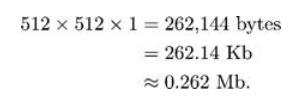 512 × 512 × 1 = 262,144 bytes
= 262.14 Kb
≈ 0.262 Mb.